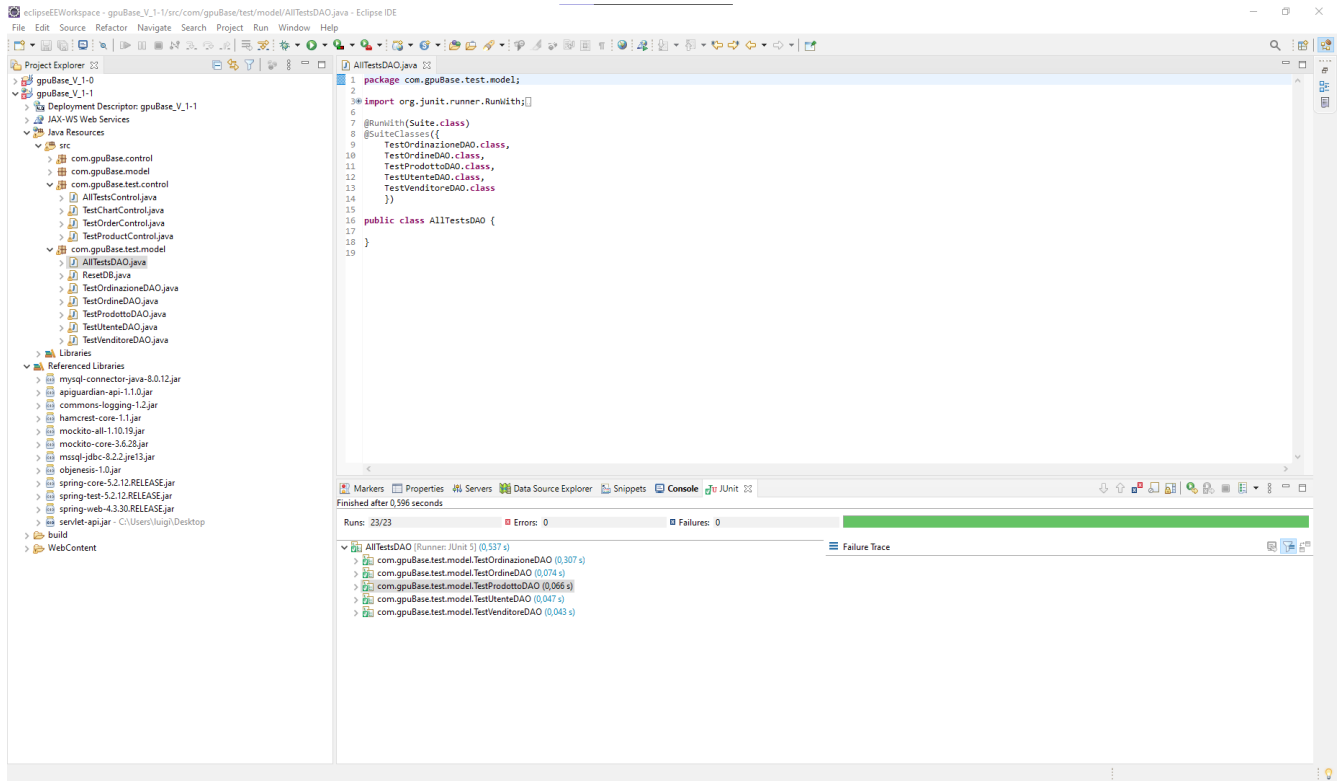 eclipseEEWorkspace - gpuBase_V_1-1/src/com/gpuBase/test/model/AllTestsDAO.java - Eclipse IDE
File Edit Source Refactor Navigate Search Project Run Window Help
Project Explorer
gpuBase_V_1-0
gpuBase_V_1-1
Deployment Descriptor: gpuBase_V_1-1
JAX-WS Web Services
Java Resources
src
com.gpuBase.control
com.gpuBase.model
com.gpuBase.test.control
AllTestsControl.java
TestChartControl.java
TestOrderControl.java
TestProductControl.java
com.gpuBase.test.model
AllTestsDAO.java
ResetDB.java
TestOrdinazioneDAO.java
TestOrdineDAO.java
TestProdottoDAO.java
TestUtenteDAO.java
TestVenditoreDAO.java
Libraries
Referenced Libraries
mysql-connector-java-8.0.12.jar
apiguardian-api-1.1.0.jar
commons-logging-1.2.jar
hamcrest-core-1.1.jar
mockito-all-1.10.19.jar
mockito-core-3.6.28.jar
mssql-jdbc-8.2.2.jre13.jar
objenesis-1.0.jar
spring-core-5.2.12.RELEASE.jar
spring-test-5.2.12.RELEASE.jar
spring-web-4.3.30.RELEASE.jar
servlet-api.jar - C:\Users\luigi\Desktop
build
WebContent
AllTestsDAO.java
1 package com.gpuBase.test.model;
2
3 import org.junit.runner.RunWith;
6
7 @RunWith(Suite.class)
8 @SuiteClasses({
9 TestOrdinazioneDAO.class,
10 TestOrdineDAO.class,
11 TestProdottoDAO.class,
12 TestUtenteDAO.class,
13 TestVenditoreDAO.class
14 })
15
16 public class AllTestsDAO {
17
18 }
19
Markers Properties Servers Data Source Explorer Snippets Console JUnit
Finished after 0,596 seconds
Runs: 23/23 Errors: 0 Failures: 0
AllTestsDAO [Runner: JUnit 5] (0,537 s)
com.gpuBase.test.model.TestOrdinazioneDAO (0,307 s)
com.gpuBase.test.model.TestOrdineDAO (0,074 s)
com.gpuBase.test.model.TestProdottoDAO (0,066 s)
com.gpuBase.test.model.TestUtenteDAO (0,047 s)
com.gpuBase.test.model.TestVenditoreDAO (0,043 s)
Failure Trace